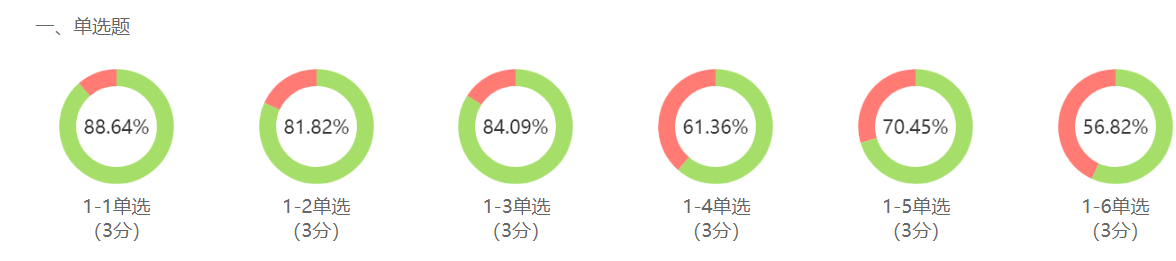 一、单选题
88.64%
81.82%
84.09%
61.36%
70.45%
56.82%
1-1单选
(3分)
1-2单选
(3分)
1-3单选
(3分)
1-4单选
(3分)
1-5单选
(3分)
1-6单选
(3分)